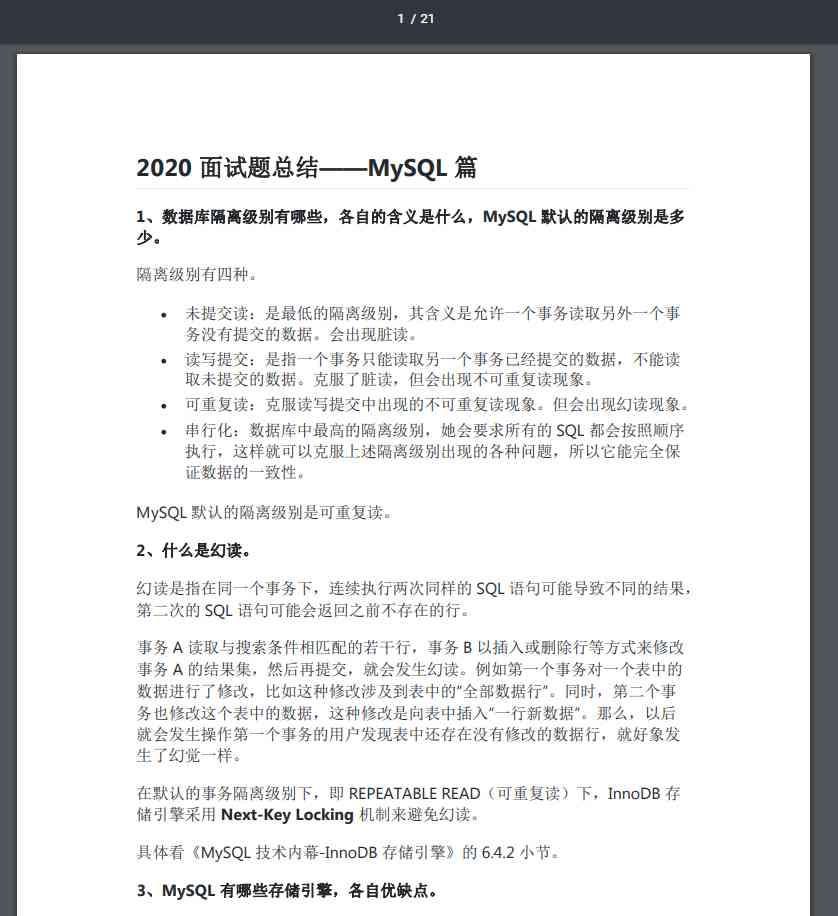 1 / 21
2020 面试题总结——MySQL 篇
1、数据库隔离级别有哪些，各自的含义是什么，MySQL 默认的隔离级别是多
少。
隔离级别有四种。
• 未提交读：是最低的隔离级别，其含义是允许一个事务读取另外一个事
务没有提交的数据。会出现脏读。
• 读写提交：是指一个事务只能读取另一个事务已经提交的数据，不能读
取未提交的数据。克服了脏读，但会出现不可重复读现象。
• 可重复读：克服读写提交中出现的不可重复读现象。但会出现幻读现象。
• 串行化：数据库中最高的隔离级别，她会要求所有的 SQL 都会按照顺序
执行，这样就可以克服上述隔离级别出现的各种问题，所以它能完全保
证数据的一致性。
MySQL 默认的隔离级别是可重复读。
2、什么是幻读。
幻读是指在同一个事务下，连续执行两次同样的 SQL 语句可能导致不同的结果，
第二次的 SQL 语句可能会返回之前不存在的行。
事务 A 读取与搜索条件相匹配的若干行，事务 B 以插入或删除行等方式来修改
事务 A 的结果集，然后再提交，就会发生幻读。例如第一个事务对一个表中的
数据进行了修改，比如这种修改涉及到表中的“全部数据行”。同时，第二个事
务也修改这个表中的数据，这种修改是向表中插入“一行新数据”。那么，以后
就会发生操作第一个事务的用户发现表中还存在没有修改的数据行，就好象发
生了幻觉一样。
在默认的事务隔离级别下，即 REPEATABLE READ（可重复读）下，InnoDB 存
储引擎采用 Next-Key Locking 机制来避免幻读。
具体看《MySQL 技术内幕-InnoDB 存储引擎》的 6.4.2 小节。
3、MySQL 有哪些存储引擎，各自优缺点。